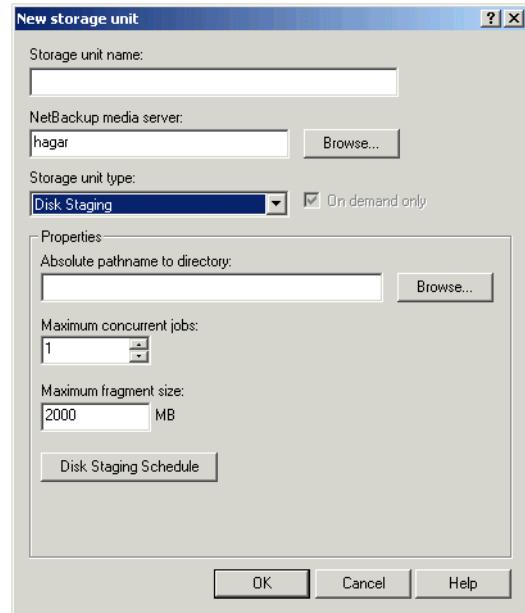 New storage unit
Storage unit name:
NetBackup media server:
hagar
Browse...
Storage unit type:
Disk Staging
On demand only
Properties
Absolute pathname to directory:
Browse...
Maximum concurrent jobs:
1
Maximum fragment size:
2000 MB
Disk Staging Schedule
OK Cancel Help